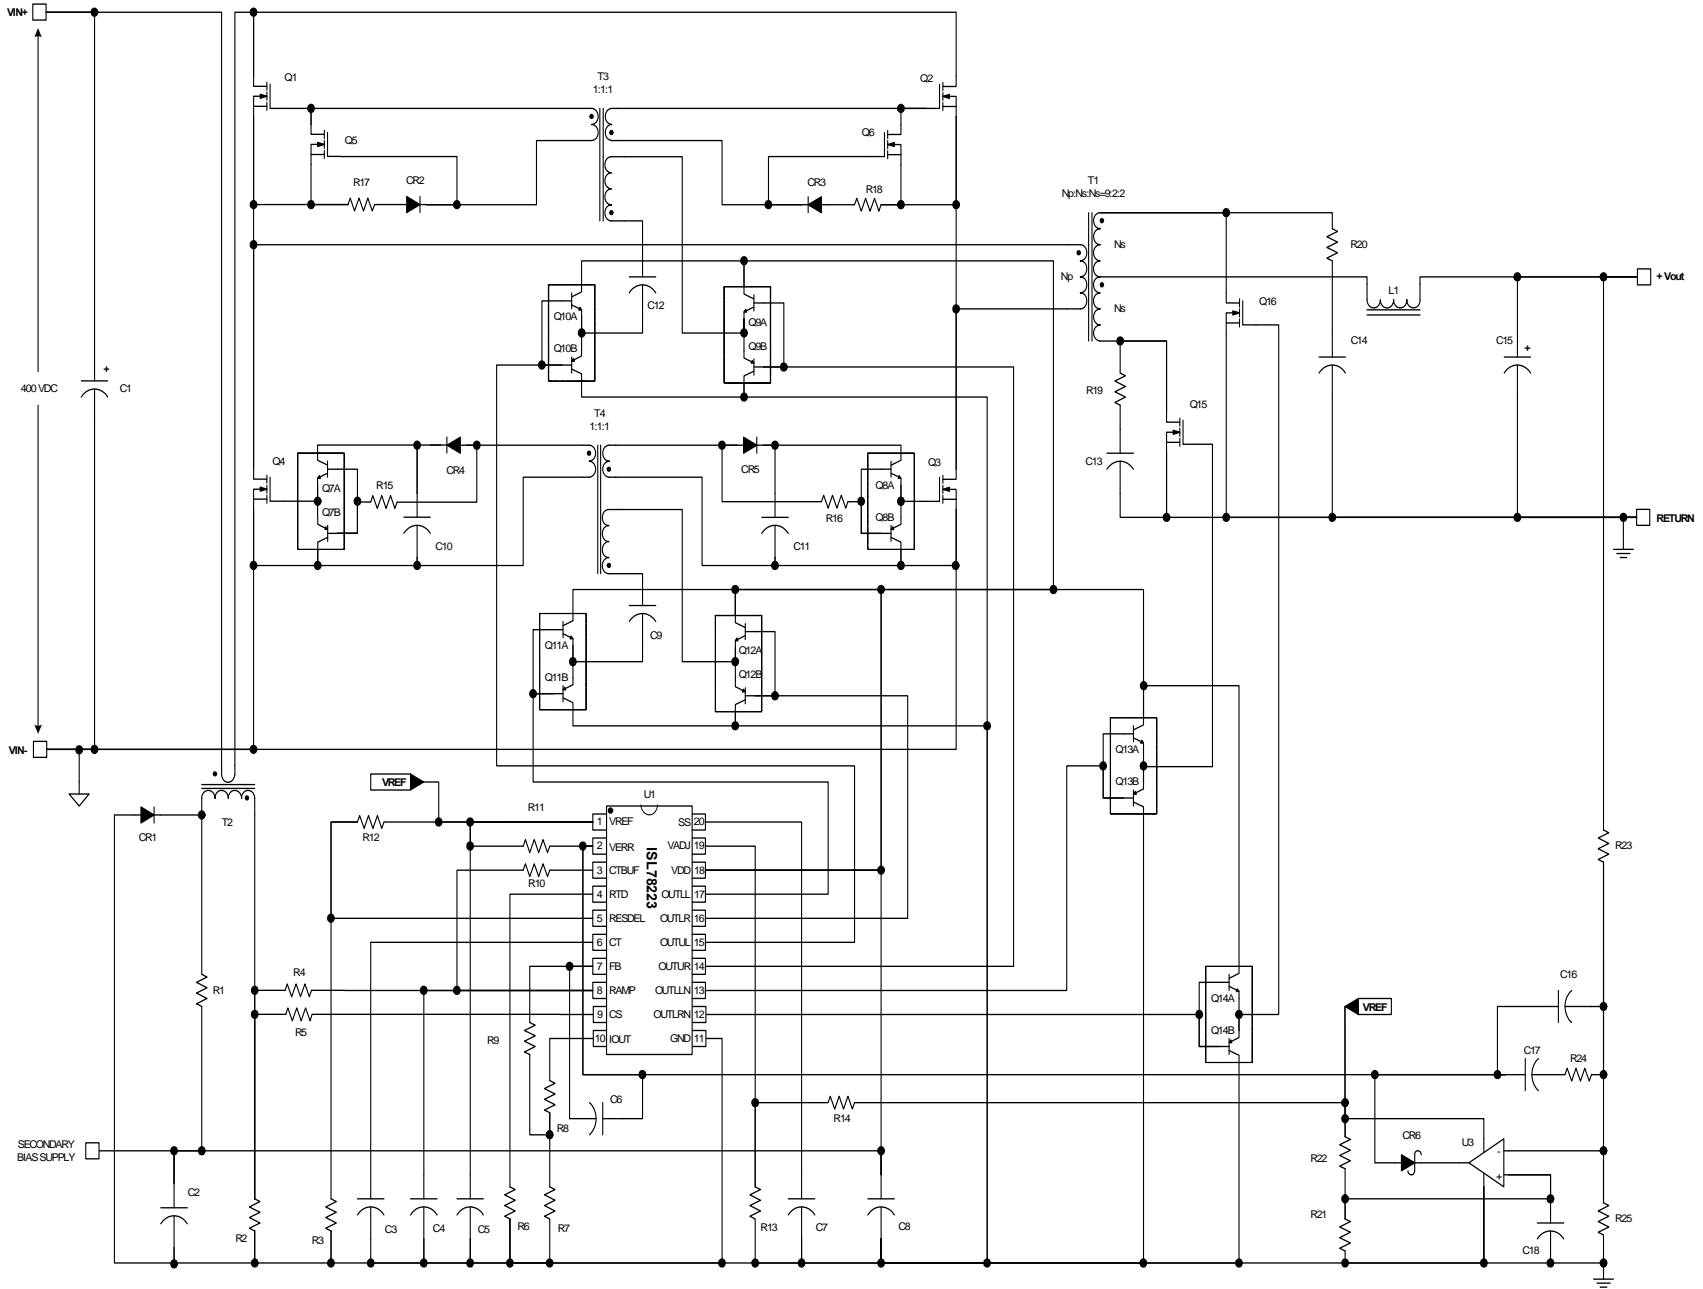 VIN+
Q1
T3
1:1:1
Q2
Q5
Q6
R17
CR2
CR3
R18
T1
Np:Ns:Ns=9:2:2
Ns
R20
Np
+ Vout
L1
Q10A
C12
Q9A
Ns
Q16
Q10B
Q9B
C14
C15
+
400 VDC
+
C1
R19
Q15
T4
1:1:1
Q4
CR4
CR5
Q3
C13
Q7A
R15
Q8A
Q7B
R16
Q8B
RETURN
C10
C11
Q11A
C9
Q12A
Q11B
Q12B
VIN-
Q13A
Q13B
VREF
U1
R11
CR1
T2
R12
1 VREF
SS 20
2 VERR
VADJ 19
R23
3 CTBUF
VDD 18
R10
ISL78223
4 RTD
OUTLL 17
5 RESDEL
OUTLR 16
6 CT
OUTUL 15
7 FB
OUTUR 14
R4
8 RAMP
OUTLLN 13
R1
C16
9 CS
OUTLRN 12
Q14A
VREF
R5
Q14B
R9
10 IOUT
GND 11
C17
R24
C6
R8
R14
SECONDARY
BIAS SUPPLY
CR6
U3
-
R22
+
C2
R21
R25
R2
R3
C3
C4
C5
R6
R7
R13
C7
C8
C18